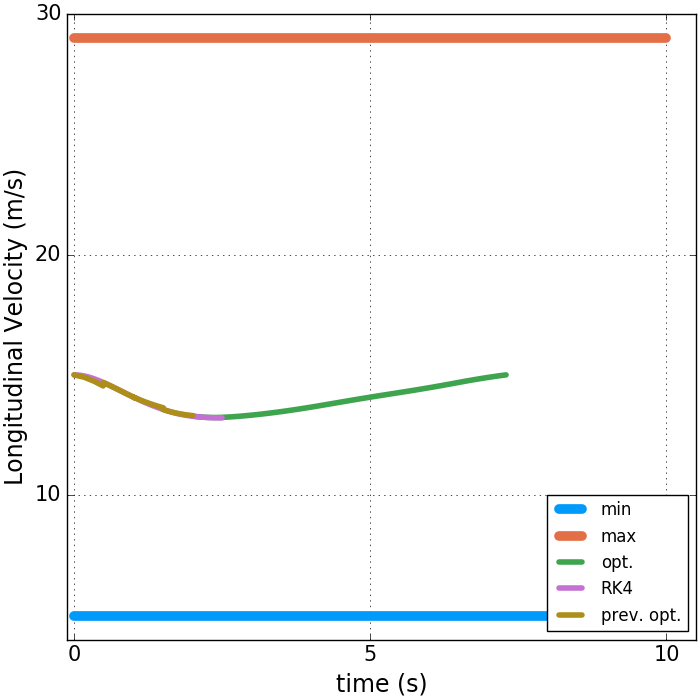 30
20
10
Longitudinal Velocity (m/s)
min
max
opt.
RK4
prev. opt.
0
5
10
time (s)